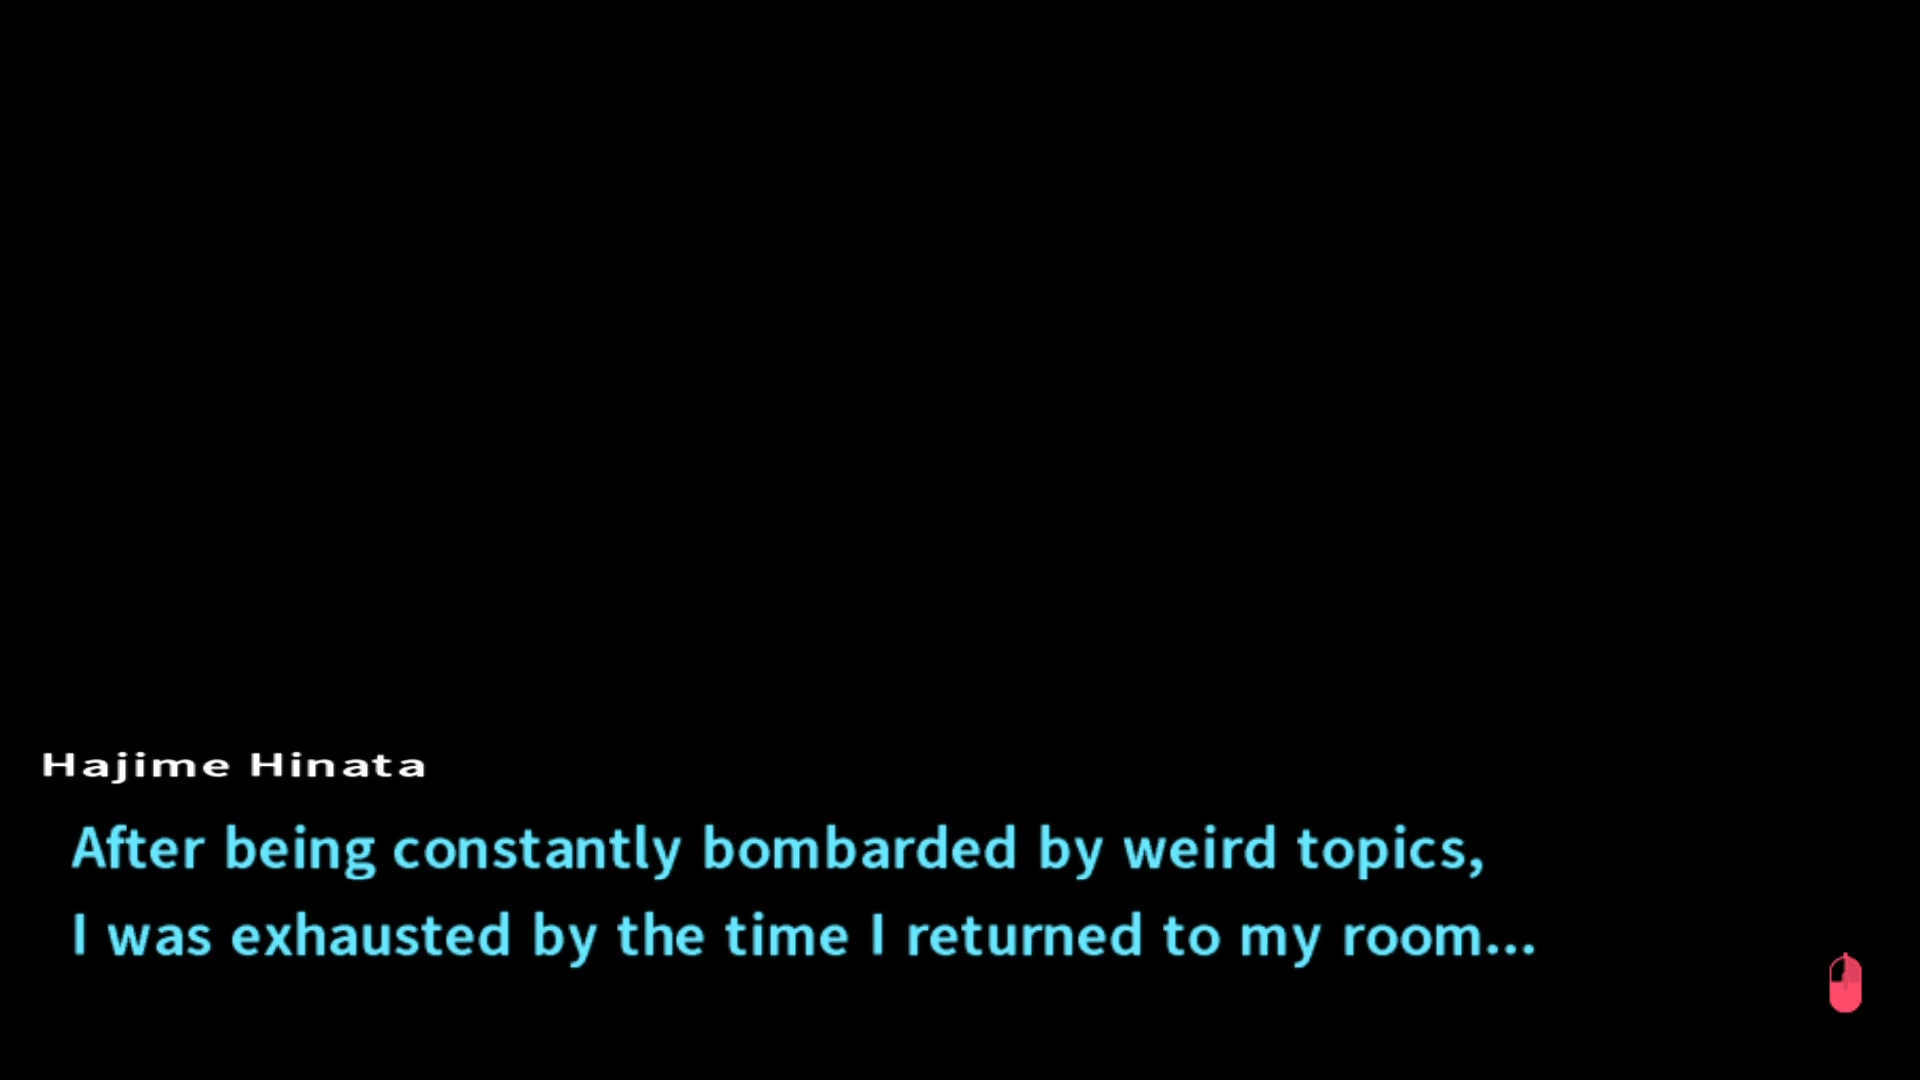 Hajime Hinata
After being constantly bombarded by weird topics,
I was exhausted by the time I returned to my room...